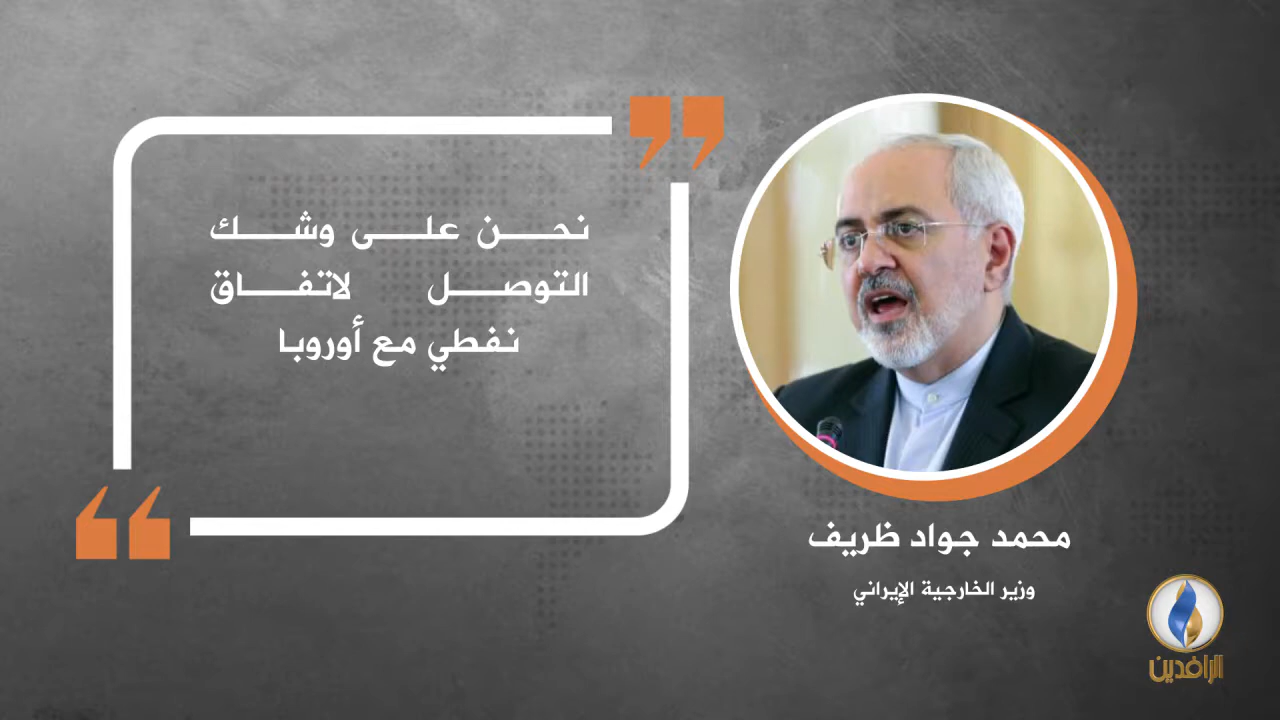 نحن على وشك
التوصل لاتفاق
نفطي مع أوروبا
محمد جواد ظريف
وزير الخارجية الإيراني
الرافدين